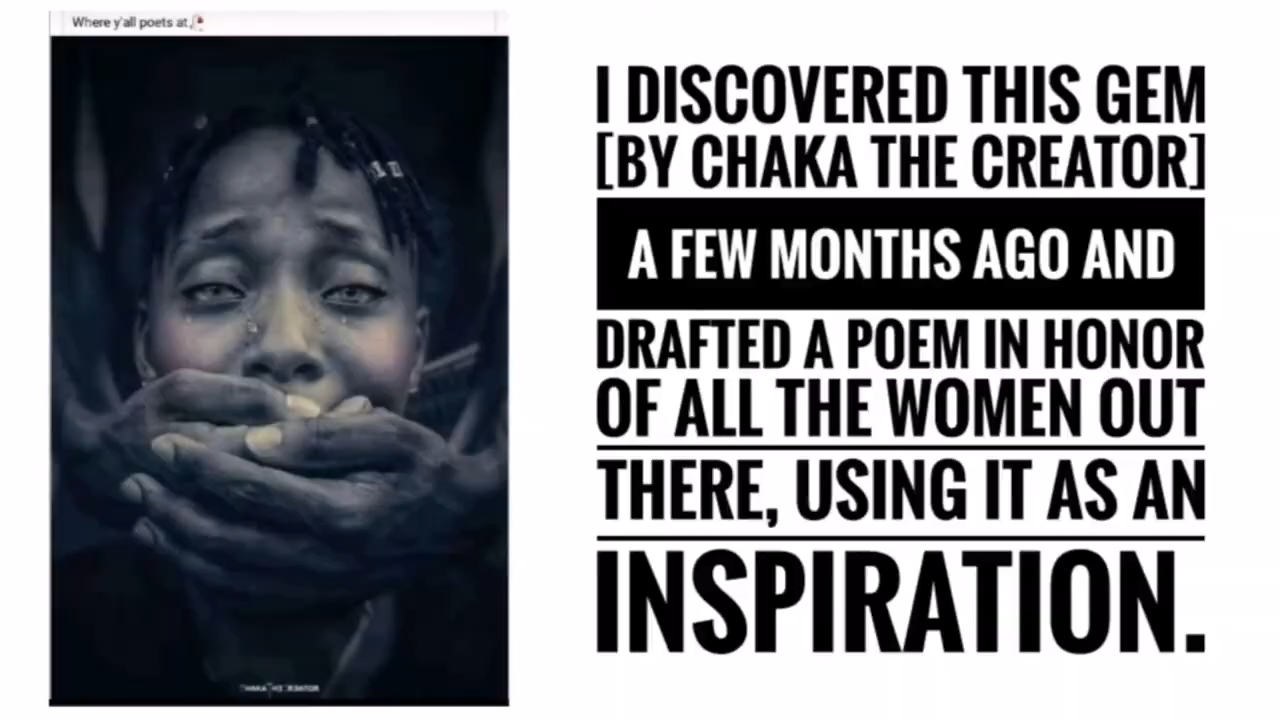 Where y'all poets at,
I DISCOVERED THIS GEM
[BY CHAKA THE CREATOR]
A FEW MONTHS AGO AND
DRAFTED A POEM IN HONOR
OF ALL THE WOMEN OUT
THERE, USING IT AS AN
INSPIRATION.